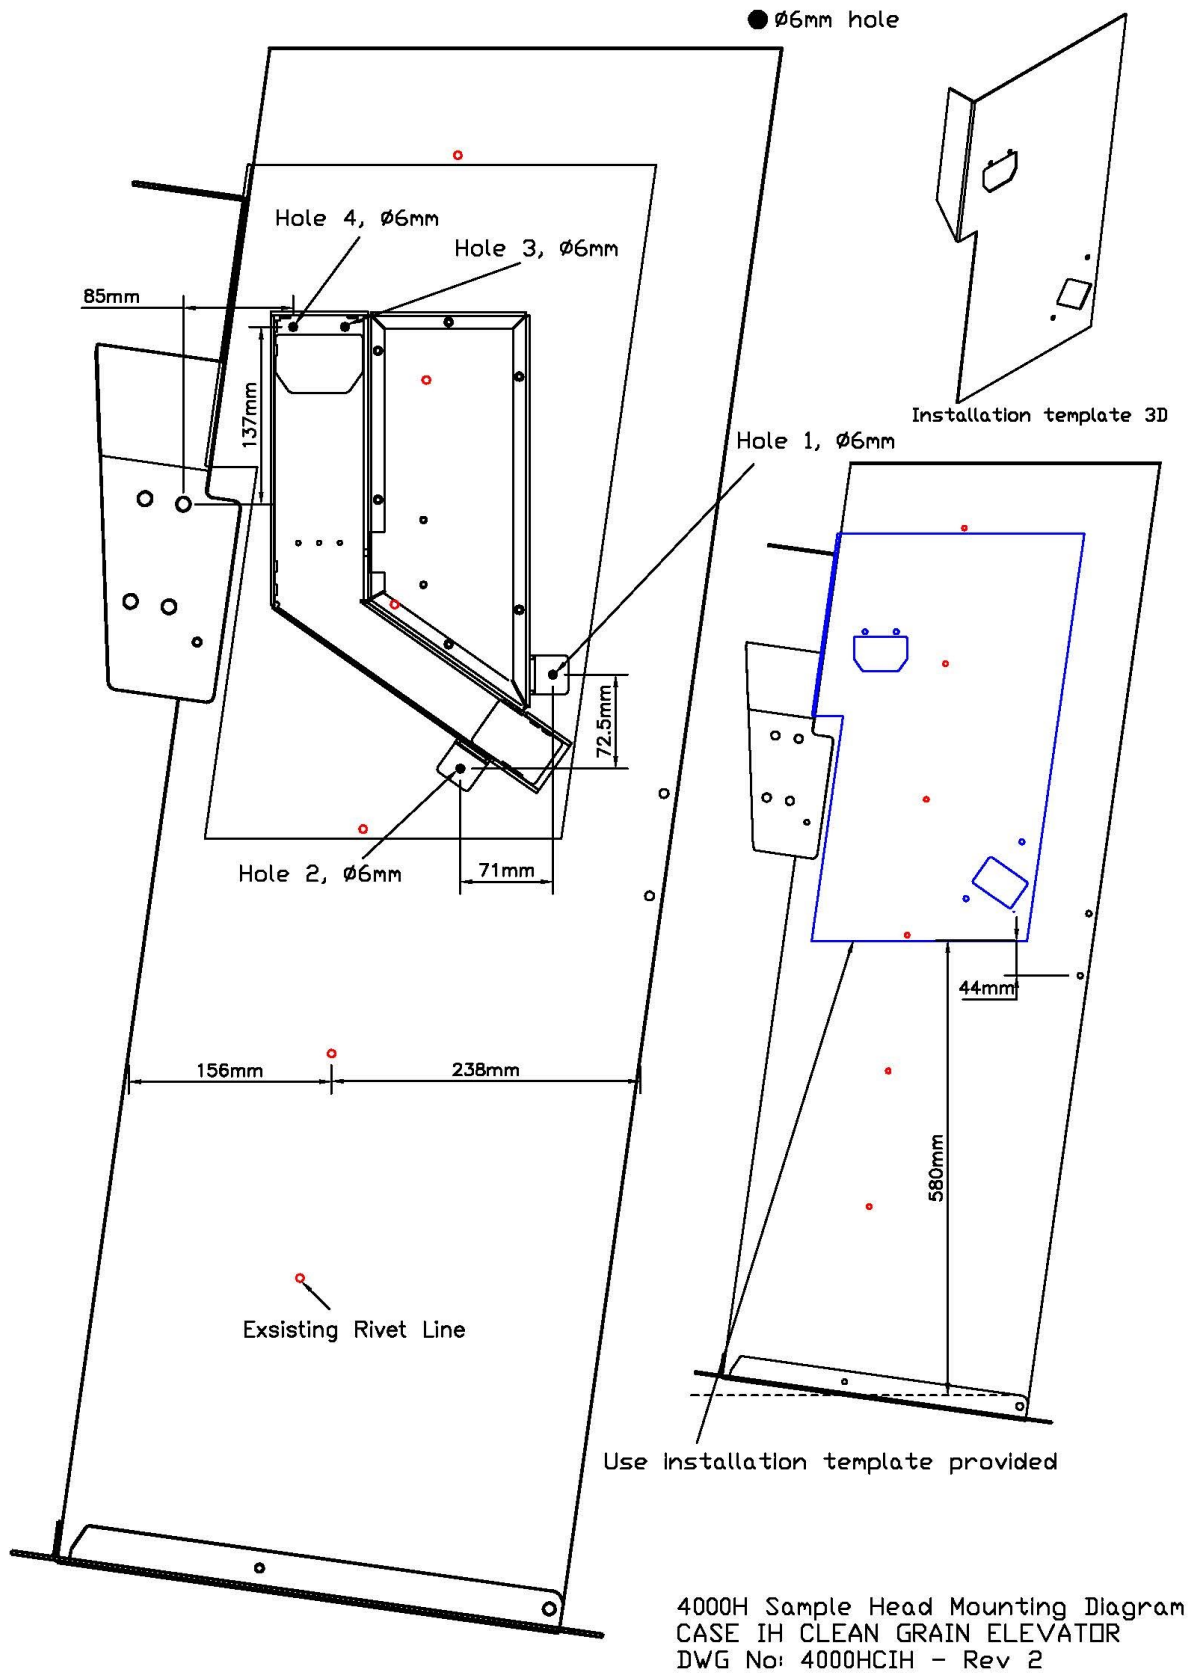 Ø6mm hole
Hole 4, Ø6mm
Hole 3, Ø6mm
85mm
137mm
Installation template 3D
Hole 1, Ø6mm
72.5mm
Hole 2, Ø6mm
71mm
44mm
156mm
238mm
580mm
Exsisting Rivet Line
Use installation template provided
4000H Sample Head Mounting Diagram
CASE IH CLEAN GRAIN ELEVATOR
DWG No: 4000HCIH - Rev 2